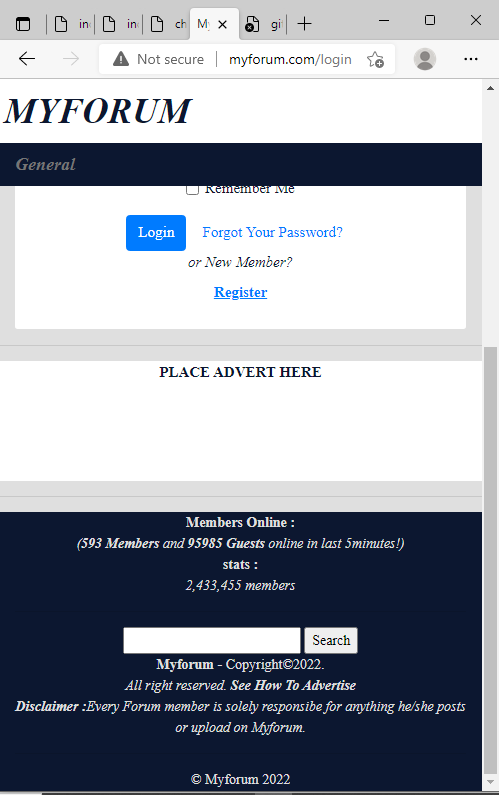 in
in
ch
My
gi
Not secure
myforum.com/login
MYFORUM
General
Remember Me
Login Forgot Your Password?
or New Member?
Register
PLACE ADVERT HERE
Members Online :
(593 Members and 95985 Guests online in last 5minutes!)
stats :
2,433,455 members
Search
Myforum - Copyright©2022.
All right reserved. See How To Advertise
Disclaimer :Every Forum member is solely responsibe for anything he/she posts
or upload on Myforum.
© Myforum 2022